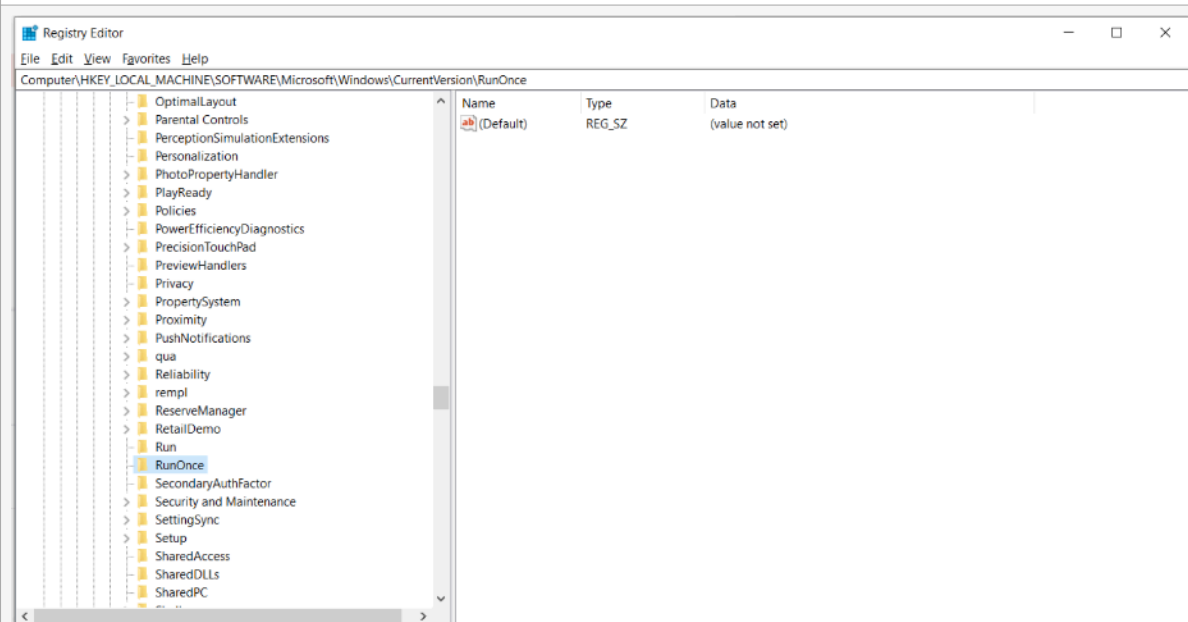 Registry Editor
File Edit View Favorites Help
Computer\HKEY_LOCAL_MACHINE\SOFTWARE\Microsoft\Windows\CurrentVersion\RunOnce
OptimalLayout
Parental Controls
PerceptionSimulationExtensions
Personalization
PhotoPropertyHandler
PlayReady
Policies
PowerEfficiencyDiagnostics
PrecisionTouchPad
PreviewHandlers
Privacy
PropertySystem
Proximity
PushNotifications
qua
Reliability
rempl
ReserveManager
RetailDemo
Run
RunOnce
SecondaryAuthFactor
Security and Maintenance
SettingSync
Setup
SharedAccess
SharedDLLs
SharedPC
Name Type Data
ab (Default) REG_SZ (value not set)